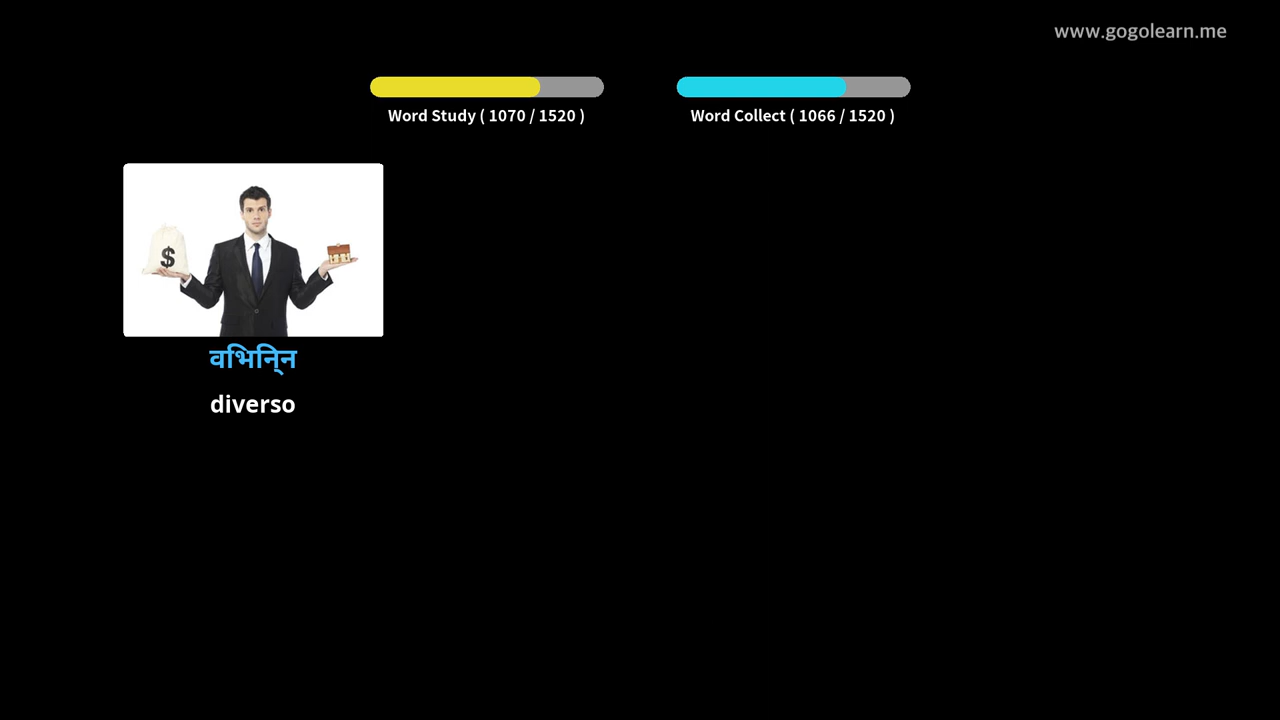 www.gogolearn.me
Word Study ( 1070 / 1520 )
Word Collect ( 1066 / 1520 )
$
वभिनि्न
diverso